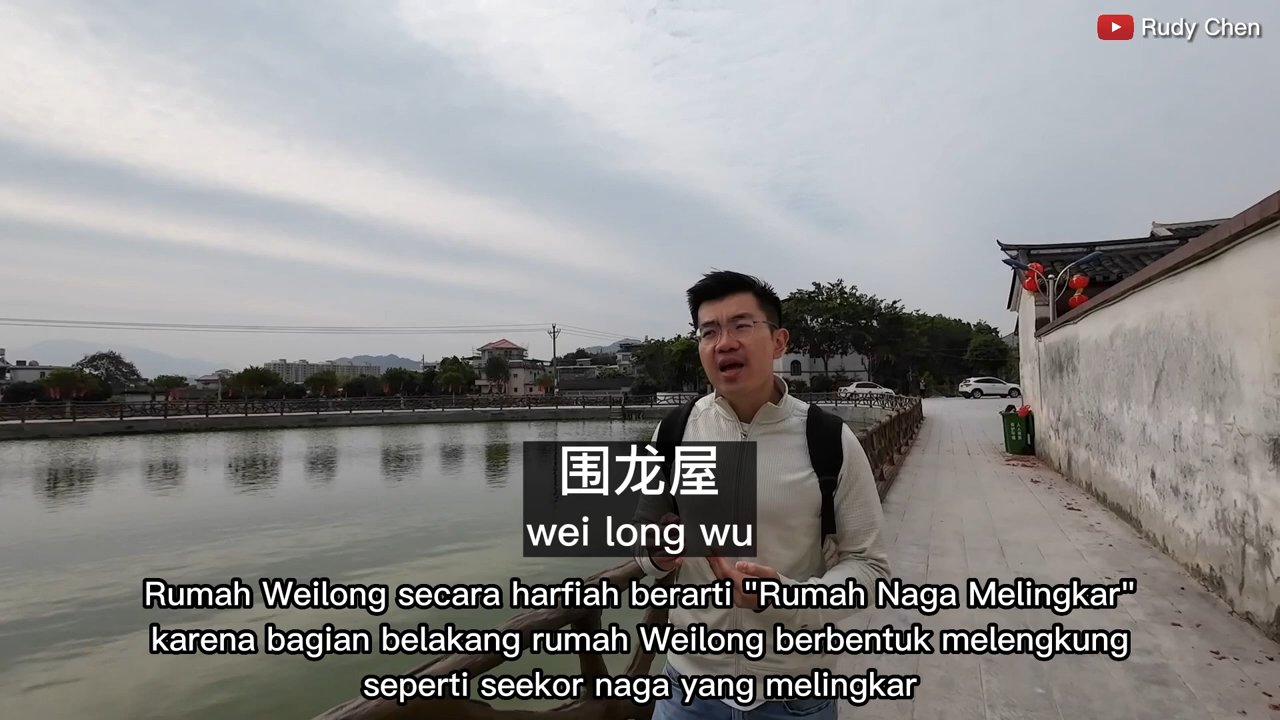 Rudy Chen
围龙屋
wei long wu
Rumah Weilong secara harfiah berarti "Rumah Naga Melingkar"
karena bagian belakang rumah Weilong berbentuk melengkung
seperti seekor naga yang melingkar